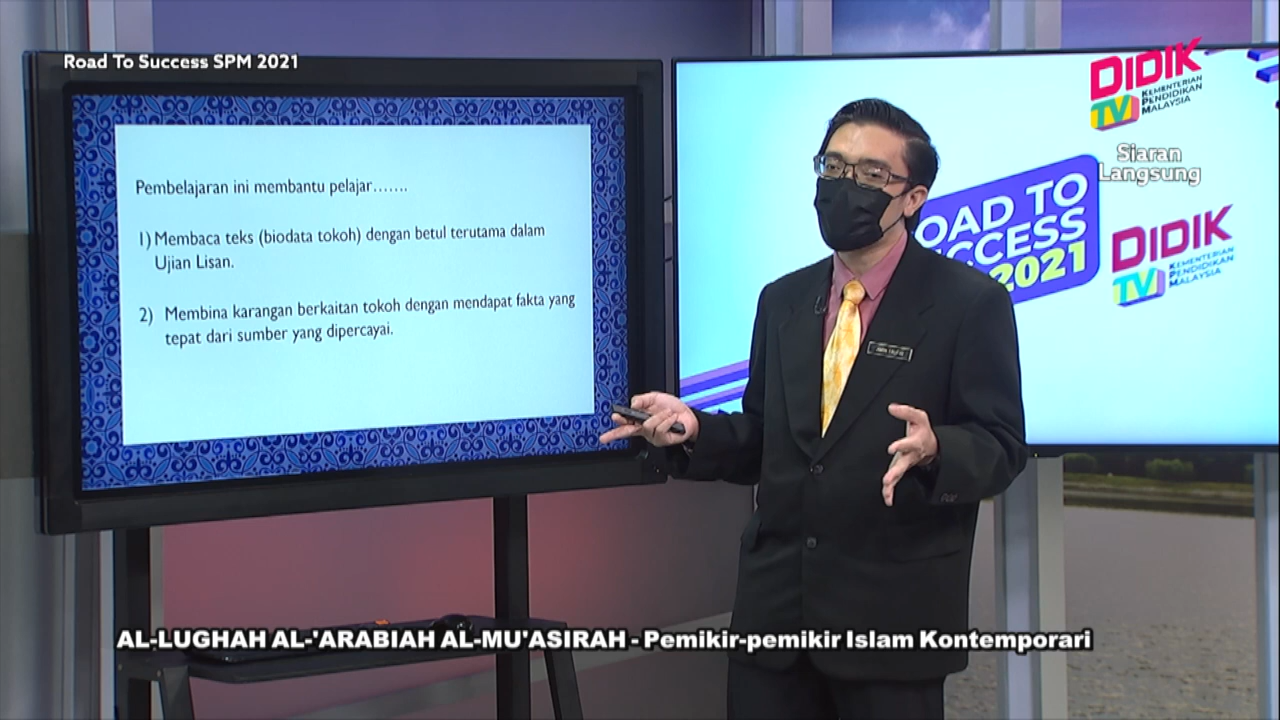 Road To Success SPM 2021
Pembelajaran ini membantu pelajar…….
1) Membaca teks (biodata tokoh) dengan betul terutama dalam
Ujian Lisan.
2) Membina karangan berkaitan tokoh dengan mendapat fakta yang
tepat dari sumber yang dipercayai.
DIDIK
TV
KEMENTERIAN
PENDIDIKAN
MALAYSIA
Siaran
Langsung
OAD TO
CCESS
2021
DIDIK
TV
KEMENTERIAN
PENDIDIKAN
MALAYSIA
AL-LUGHAH AL-'ARABIAH AL-MU'ASIRAH - Pemikir-pemikir Islam Kontemporari